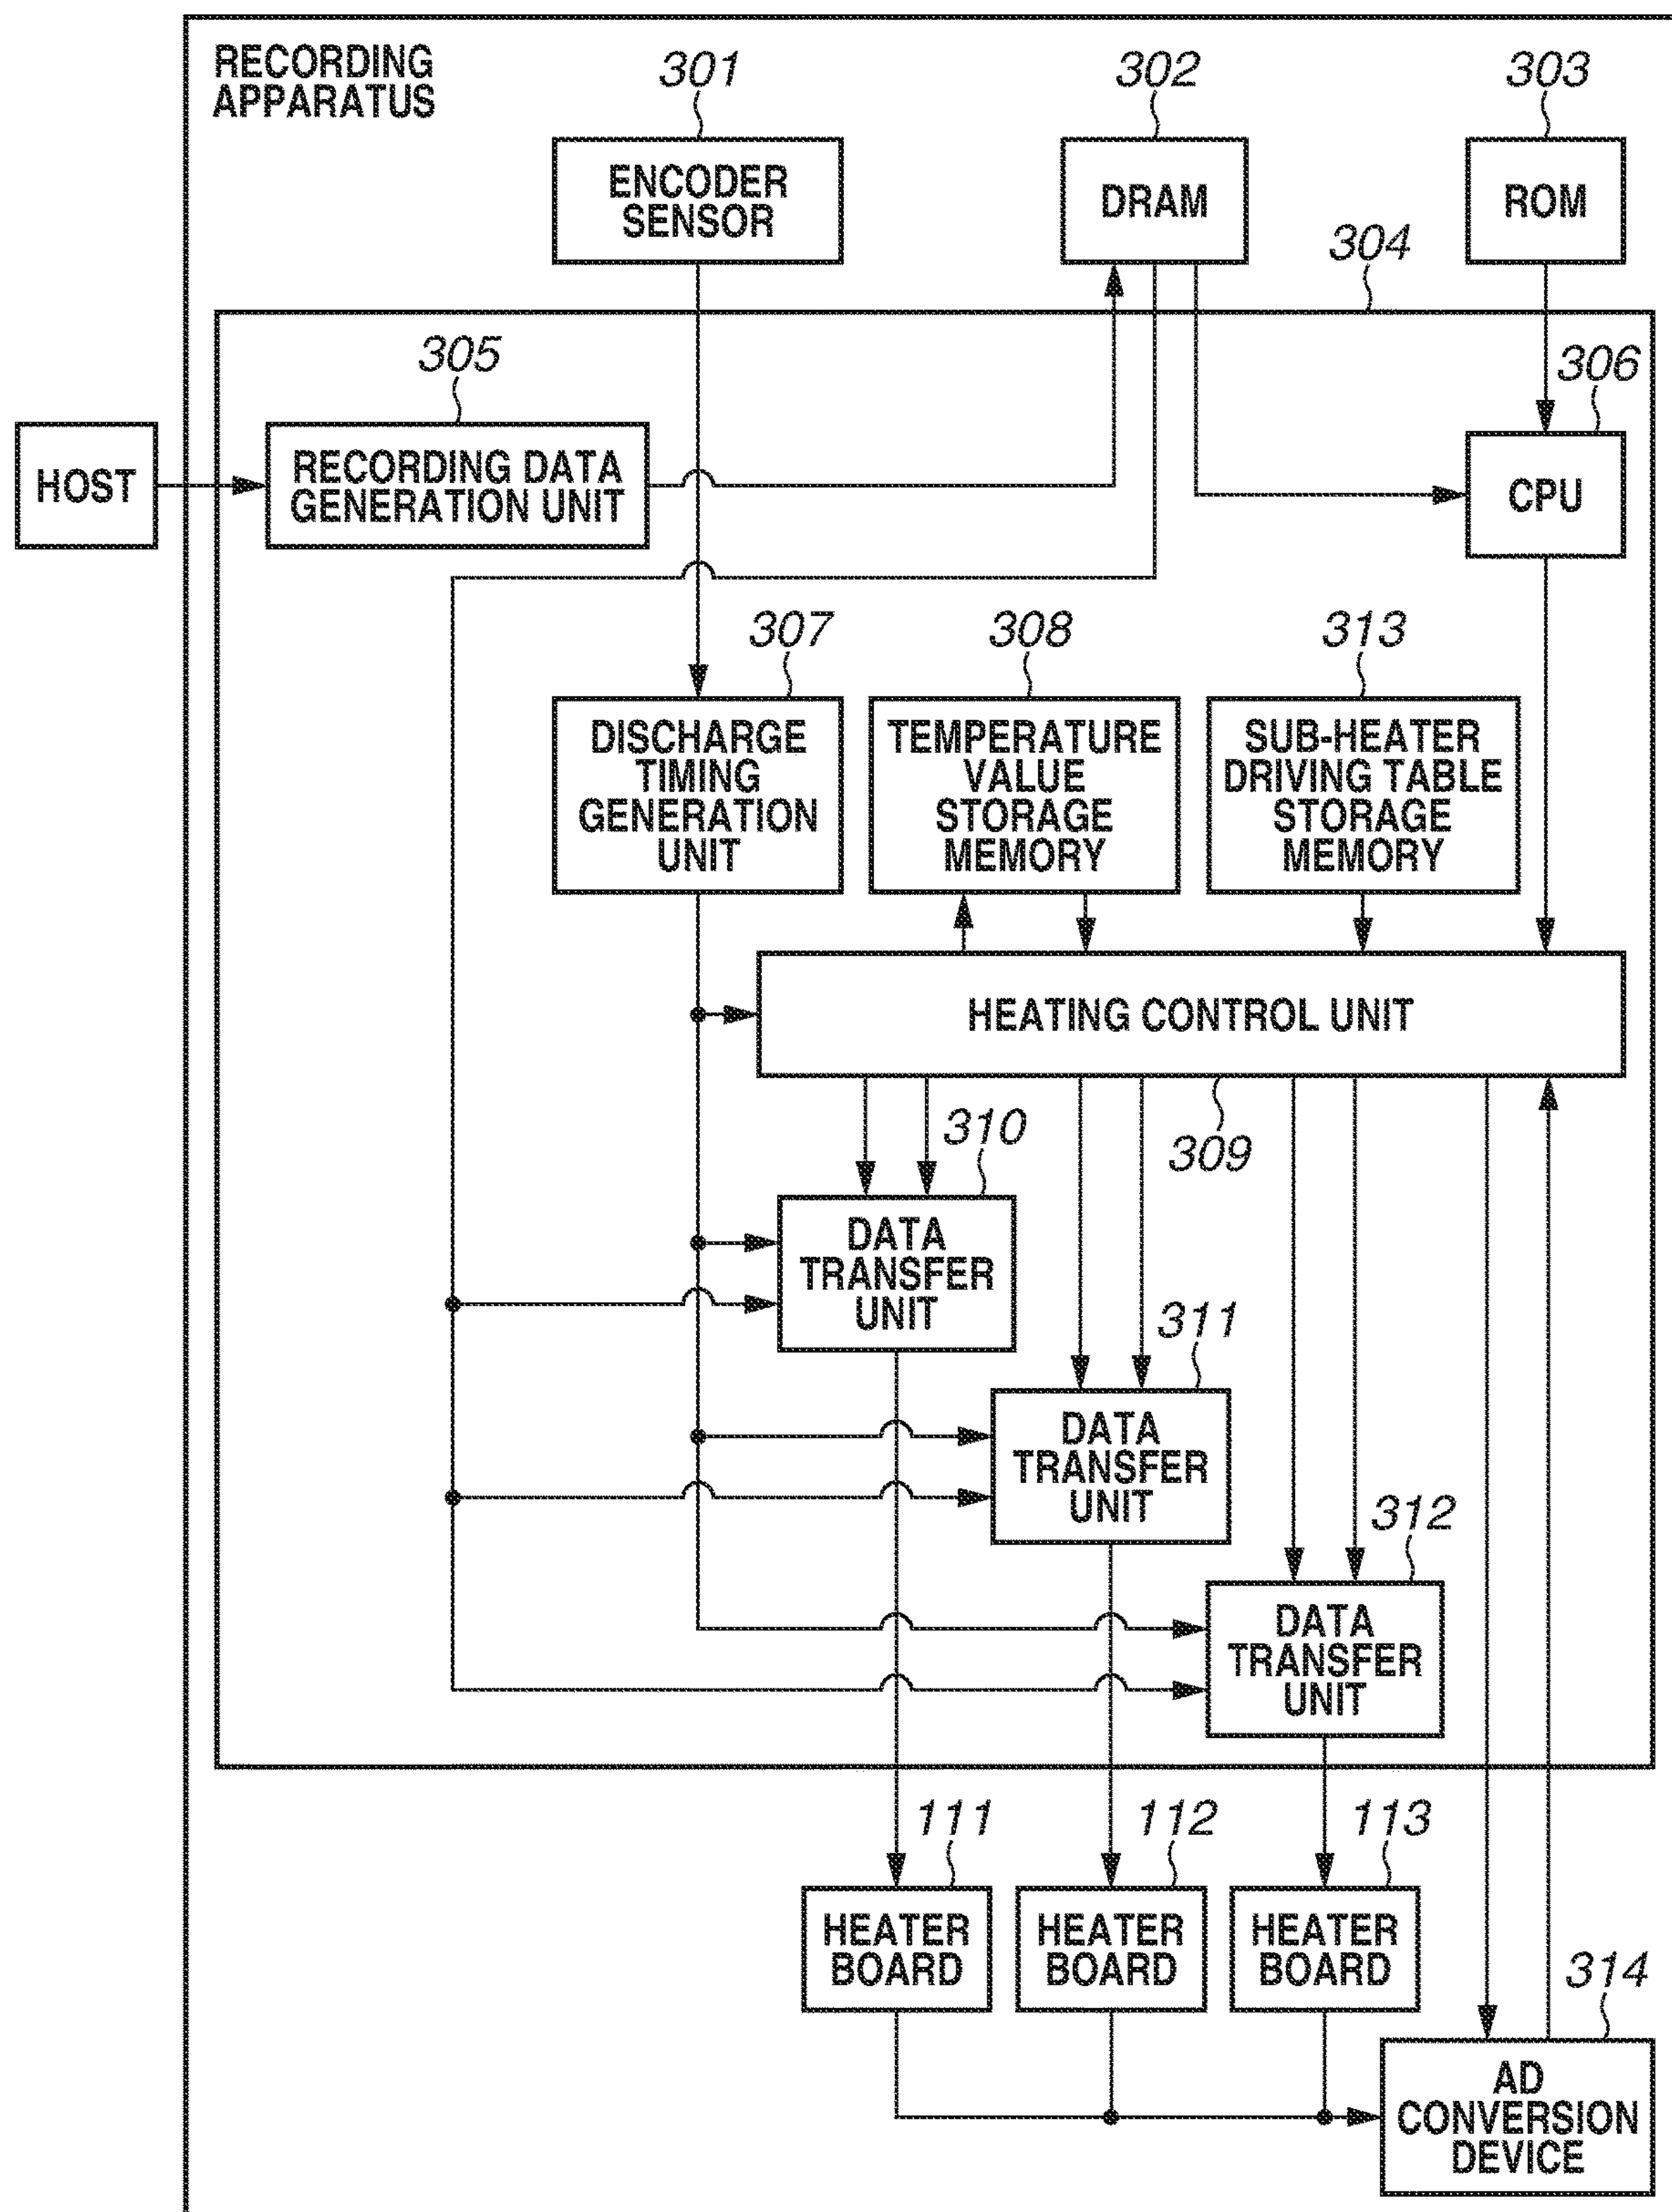 RECORDING
APPARATUS
301
302
303
ENCODER
SENSOR
DRAM
ROM
304
305
306
HOST
RECORDING DATA
GENERATION UNIT
CPU
307
308
313
DISCHARGE
TIMING
GENERATION
UNIT
TEMPERATURE
VALUE
STORAGE
MEMORY
SUB-HEATER
DRIVING TABLE
STORAGE
MEMORY
HEATING CONTROL UNIT
309
310
DATA
TRANSFER
UNIT
311
DATA
TRANSFER
UNIT
312
DATA
TRANSFER
UNIT
111
112
113
HEATER
BOARD
HEATER
BOARD
HEATER
BOARD
314
AD
CONVERSION
DEVICE